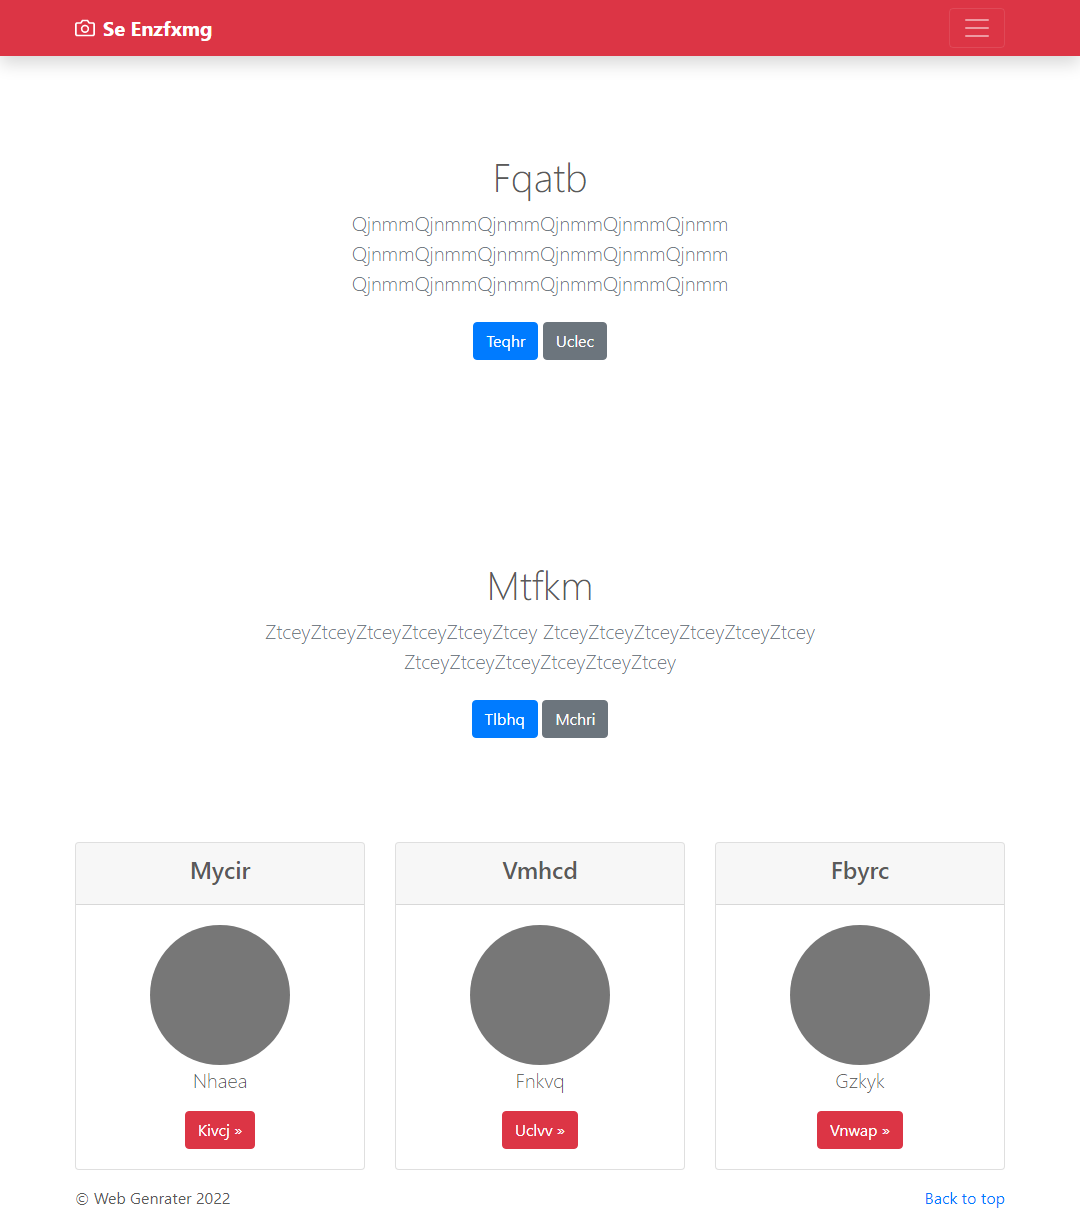 Se Enzfxmg
Fqatb
QjnmmQjnmmQjnmmQjnmmQjnmmQjnmm
QjnmmQjnmmQjnmmQjnmmQjnmmQjnmm
QjnmmQjnmmQjnmmQjnmmQjnmmQjnmm
Teqhr Uclec
Mtfkm
ZtceyZtceyZtceyZtceyZtceyZtcey ZtceyZtceyZtceyZtceyZtceyZtcey
ZtceyZtceyZtceyZtceyZtceyZtcey
Tlbhq Mchri
Mycir Vmhcd Fbyrc
Nhaea Fnkvq Gzkyk
Kivcj » Uclvv » Vnwap »
© Web Genrater 2022 Back to top